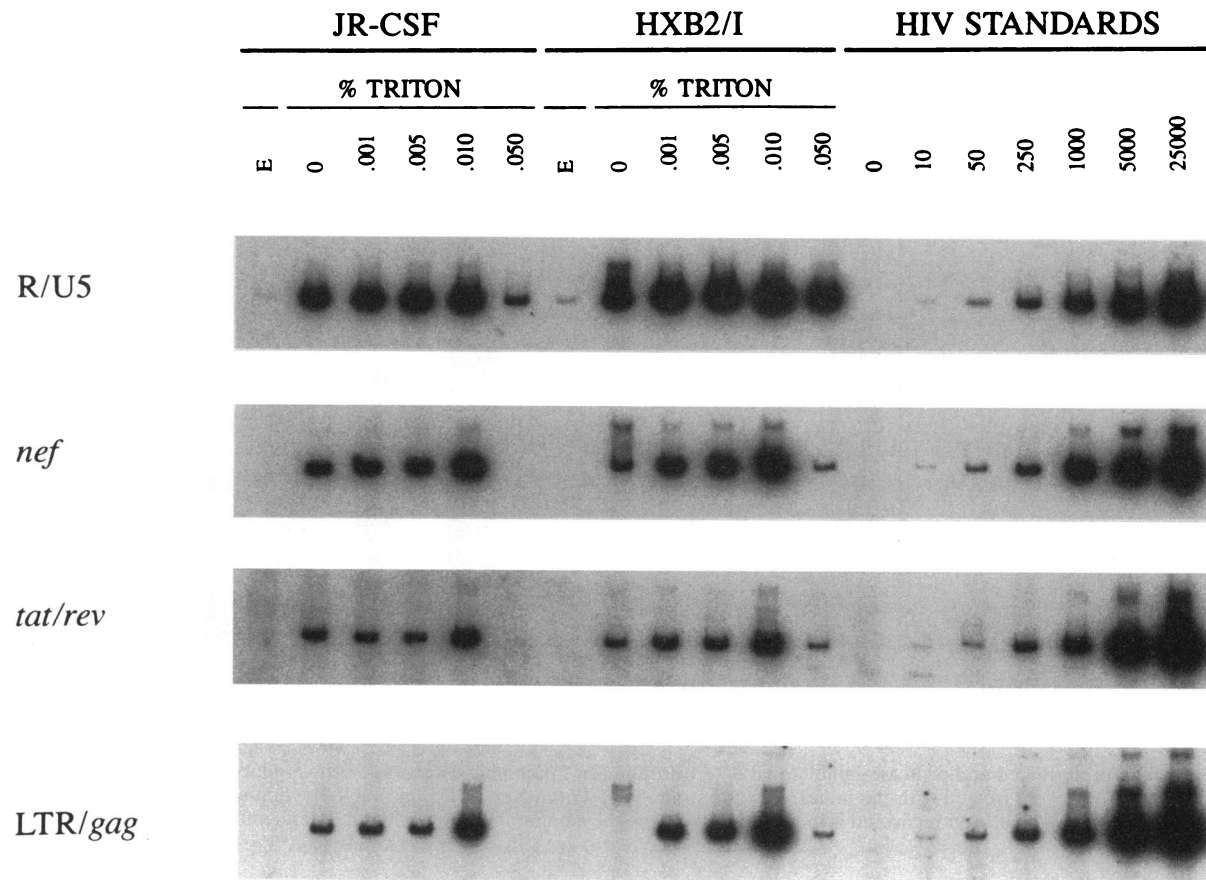 JR-CSF HXB2/I HIV STANDARDS
% TRITON % TRITON
E 0 .001 .005 .010 .050 E 0 .001 .005 .010 .050 0 10 50 250 1000 5000 25000
R/U5
nef
tat/rev
LTR/gag